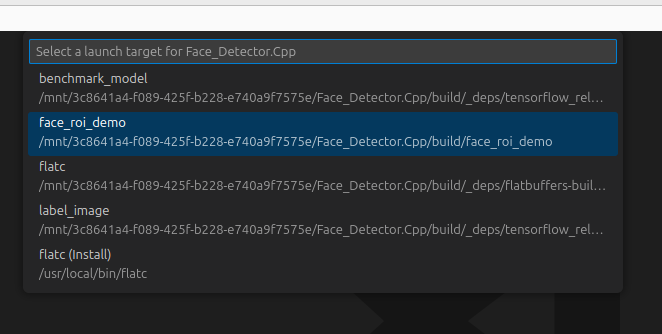 Select a launch target for Face_Detector.Cpp
benchmark_model
/mnt/3c8641a4-f089-425f-b228-e740a9f7575e/Face_Detector.Cpp/build/_deps/tensorflow_rel...
face_roi_demo
/mnt/3c8641a4-f089-425f-b228-e740a9f7575e/Face_Detector.Cpp/build/face_roi_demo
flatc
/mnt/3c8641a4-f089-425f-b228-e740a9f7575e/Face_Detector.Cpp/build/_deps/flatbuffers-buil...
label_image
/mnt/3c8641a4-f089-425f-b228-e740a9f7575e/Face_Detector.Cpp/build/_deps/tensorflow_rel...
flatc (Install)
/usr/local/bin/flatc